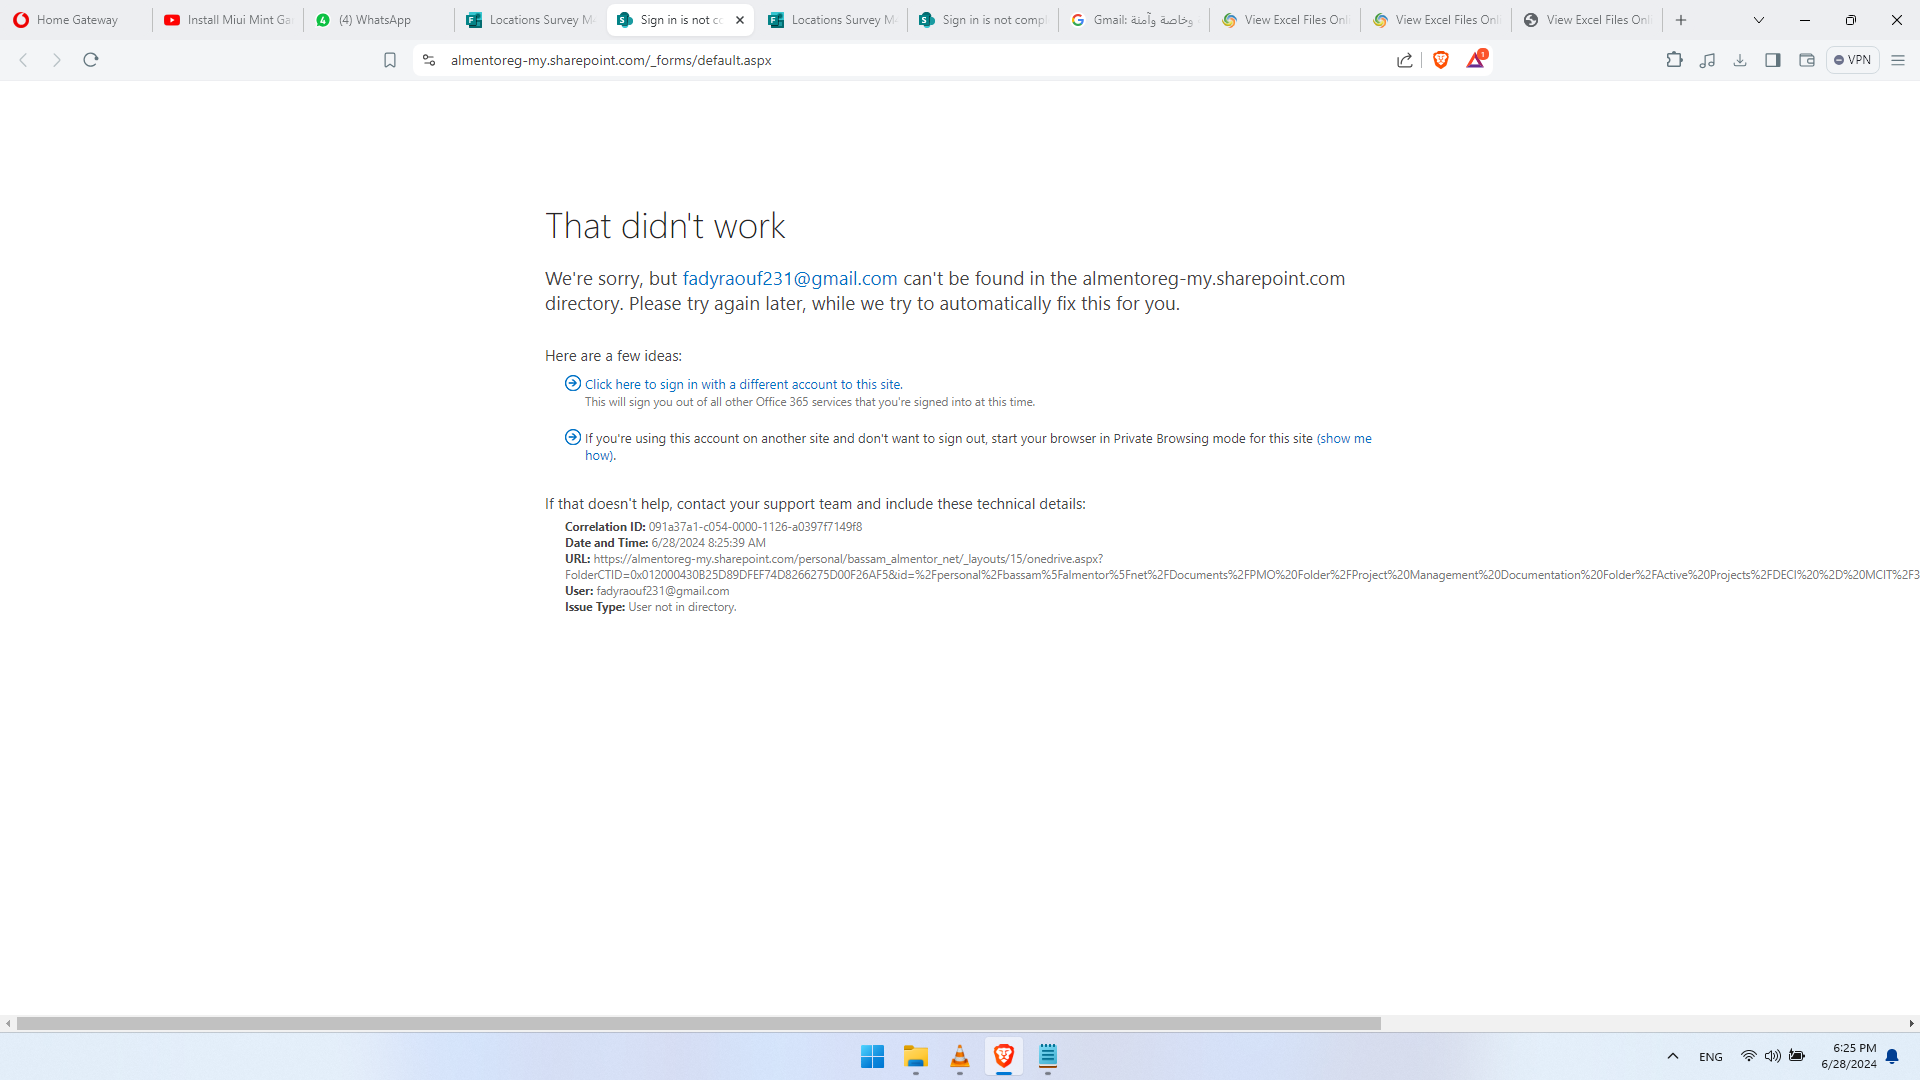 Home Gateway
Install Miui Mint Ga
(4) WhatsApp
Locations Survey M
Sign in is not co
Locations Survey M
Sign in is not compl
Gmail: وخاصة وآمنة
View Excel Files Onl
View Excel Files Onl
View Excel Files Onl
almentoreg-my.sharepoint.com/_forms/default.aspx
1
VPN
That didn't work
We're sorry, but fadyraouf231@gmail.com can't be found in the almentoreg-my.sharepoint.com
directory. Please try again later, while we try to automatically fix this for you.
Here are a few ideas:
Click here to sign in with a different account to this site.
This will sign you out of all other Office 365 services that you're signed into at this time.
If you're using this account on another site and don't want to sign out, start your browser in Private Browsing mode for this site (show me
how).
If that doesn't help, contact your support team and include these technical details:
Correlation ID: 091a37a1-c054-0000-1126-a0397f7149f8
Date and Time: 6/28/2024 8:25:39 AM
URL: https://almentoreg-my.sharepoint.com/personal/bassam_almentor_net/_layouts/15/onedrive.aspx?
FolderCTID=0x012000430B25D89DFEF74D8266275D00F26AF5&id=%2Fpersonal%2Fbassam%5Falmentor%5Fnet%2FDocuments%2FPMO%20Folder%2FProject%20Management%20Documentation%20Folder%2FActive%20Projects%2FDECI%20%2D%20MCIT%2F3
User: fadyraouf231@gmail.com
Issue Type: User not in directory.
ENG
6:25 PM
6/28/2024